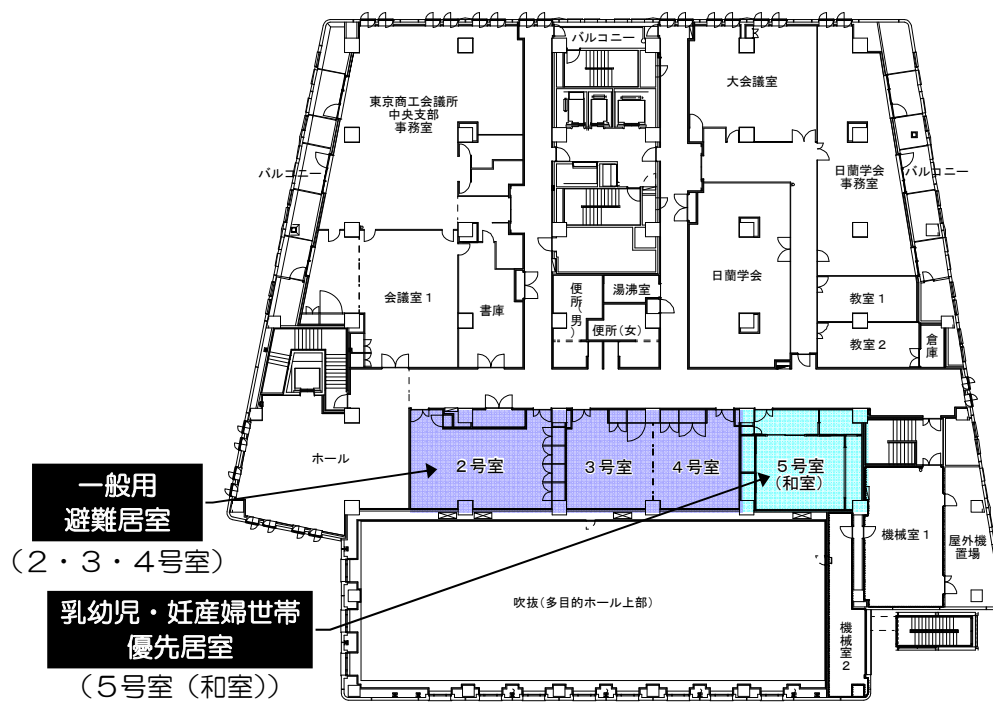 バルコニー
大会議室
東京商工会議所
中央支部
事務室
バルコニー
日蘭学会
事務室
バルコニー
会議室1
書庫
便所(男)
湯沸室
便所(女)
日蘭学会
教室1
教室2
倉庫
ホール
2号室
3号室
4号室
5号室
(和室)
一般用
避難居室
(2・3・4号室)
機械室1
屋外機
置場
乳幼児・妊産婦世帯
優先居室
(5号室(和室))
吹抜(多目的ホール上部)
機械室2